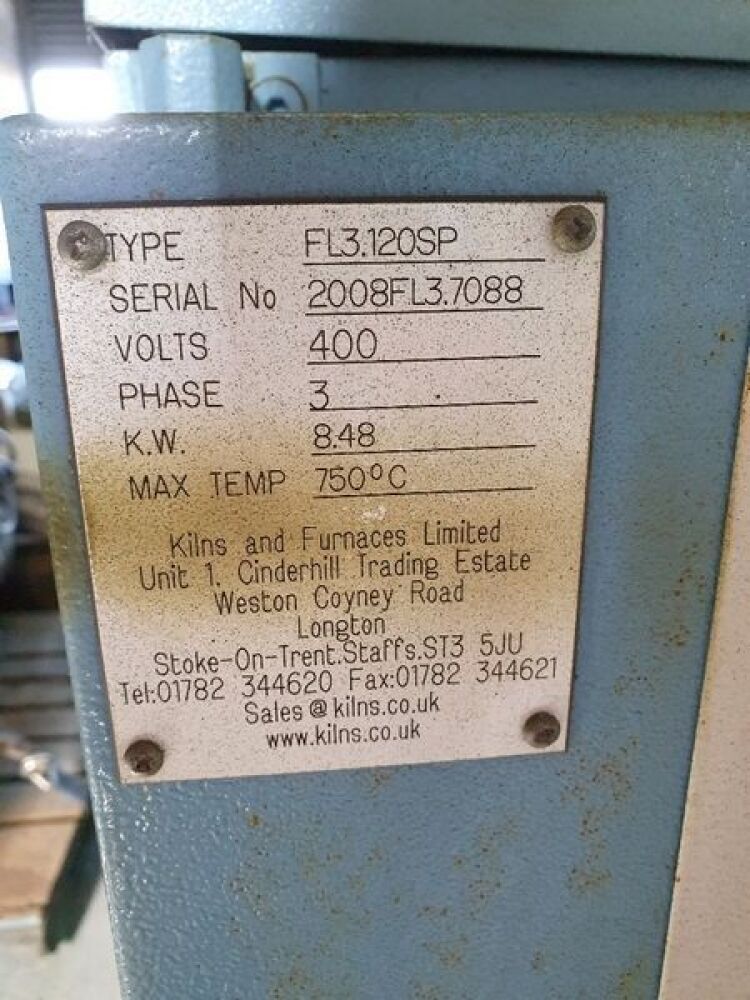 TYPE FL3.120SP
SERIAL No 2008FL3.7088
VOLTS 400
PHASE 3
K.W. 8.48
MAX TEMP 750°C
Kilns and Furnaces Limited
Unit 1. Cinderhill Trading Estate
Weston Coyney Road
Longton
Stoke-On-Trent.Staffs.ST3 5JU
Tel:01782 344620 Fax:01782 344621
Sales@kilns.co.uk
www.kilns.co.uk